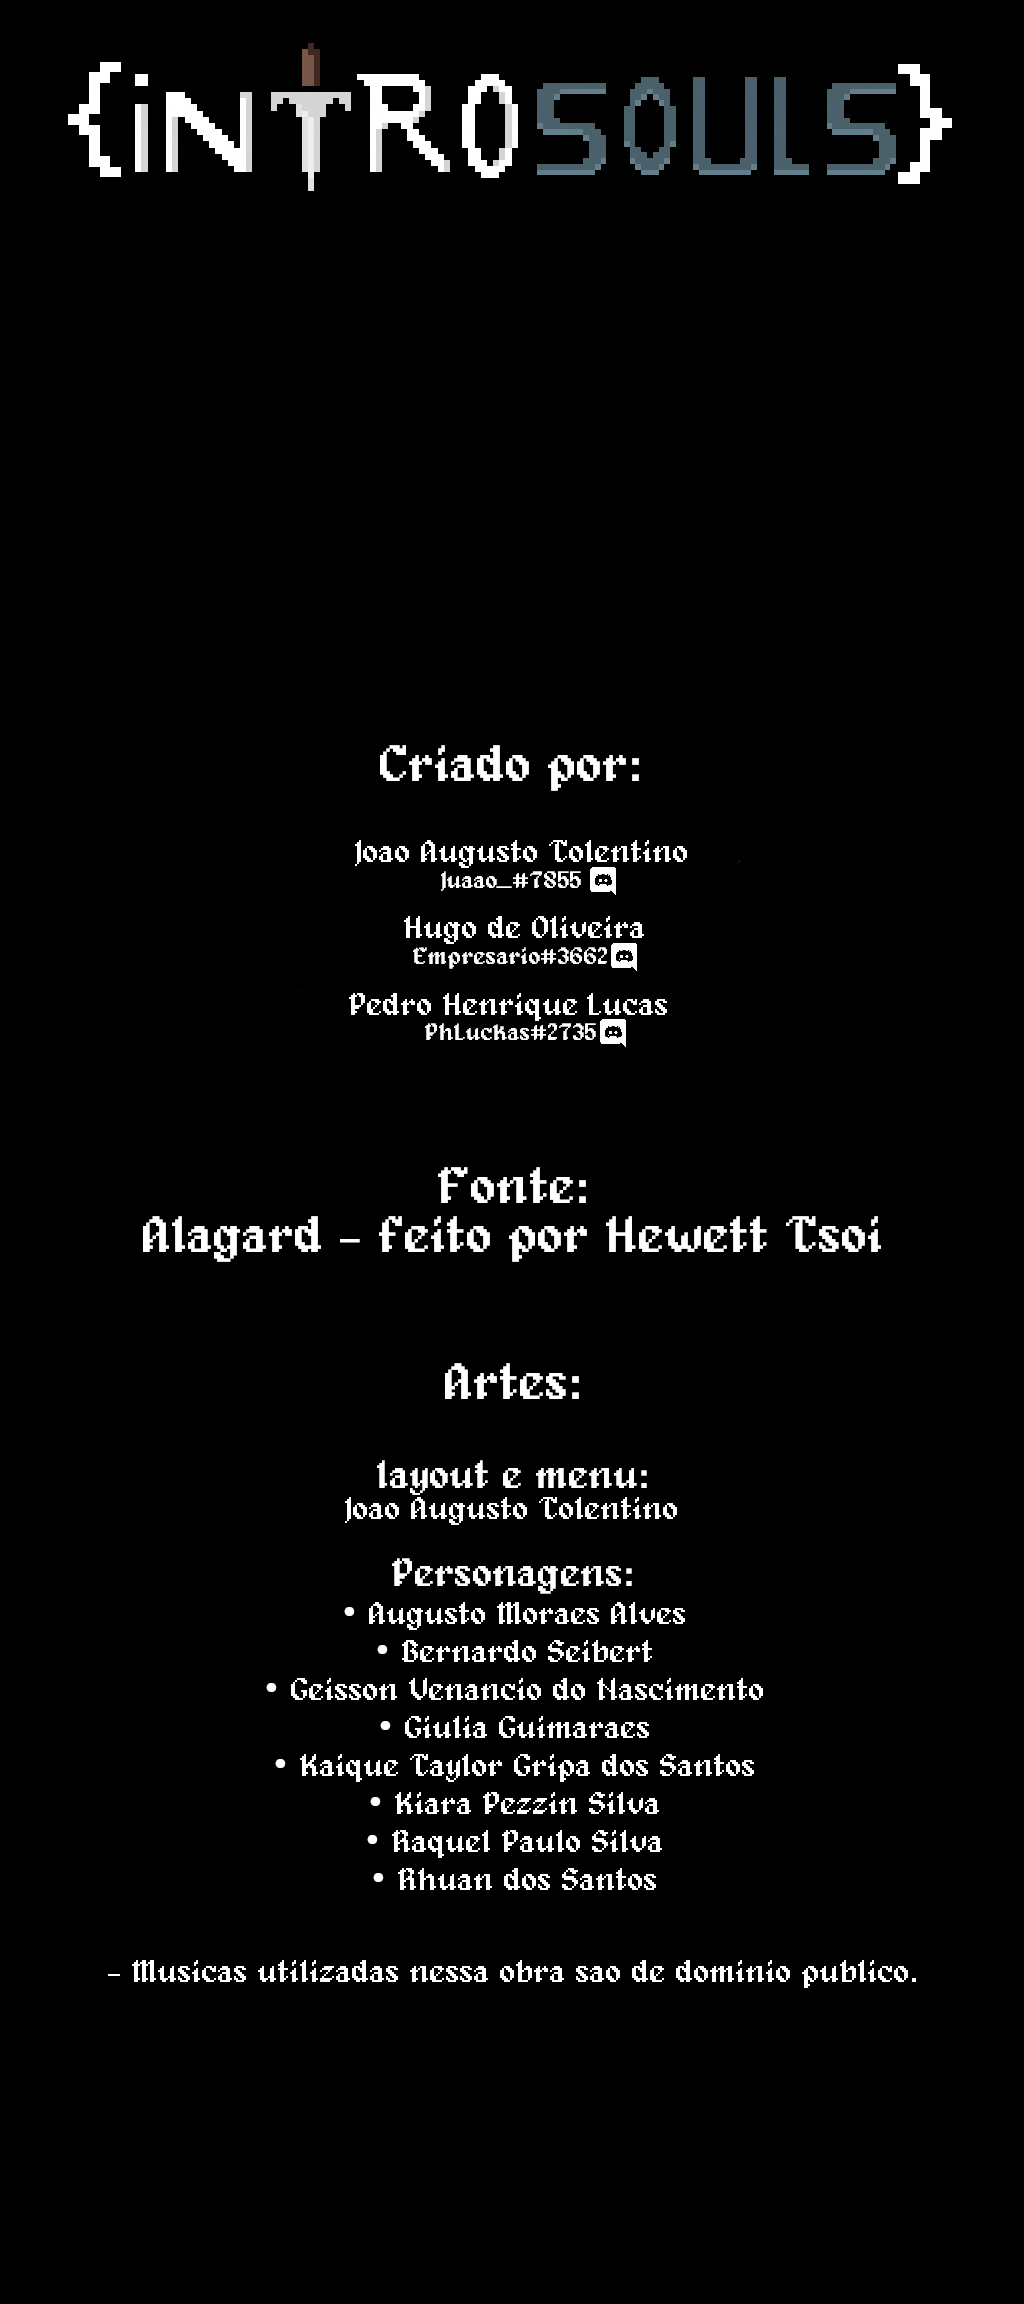 {iNTROSOULS}
Criado por:
Joao Augusto Tolentino
Juaao_#7855
Hugo de Oliveira
Empresario#3662
Pedro Henrique Lucas
PhLuckas#2735
Fonte:
Alagard - feito por Hewett Tsoi
Artes:
layout e menu:
Joao Augusto Tolentino
Personagens:
• Augusto Moraes Alves
• Bernardo Seibert
• Geisson Venancio do Nascimento
• Giulia Guimaraes
• Kaique Taylor Gripa dos Santos
• Kiara Pezzin Silva
• Raquel Paulo Silva
• Rhuan dos Santos
- Musicas utilizadas nessa obra sao de dominio publico.